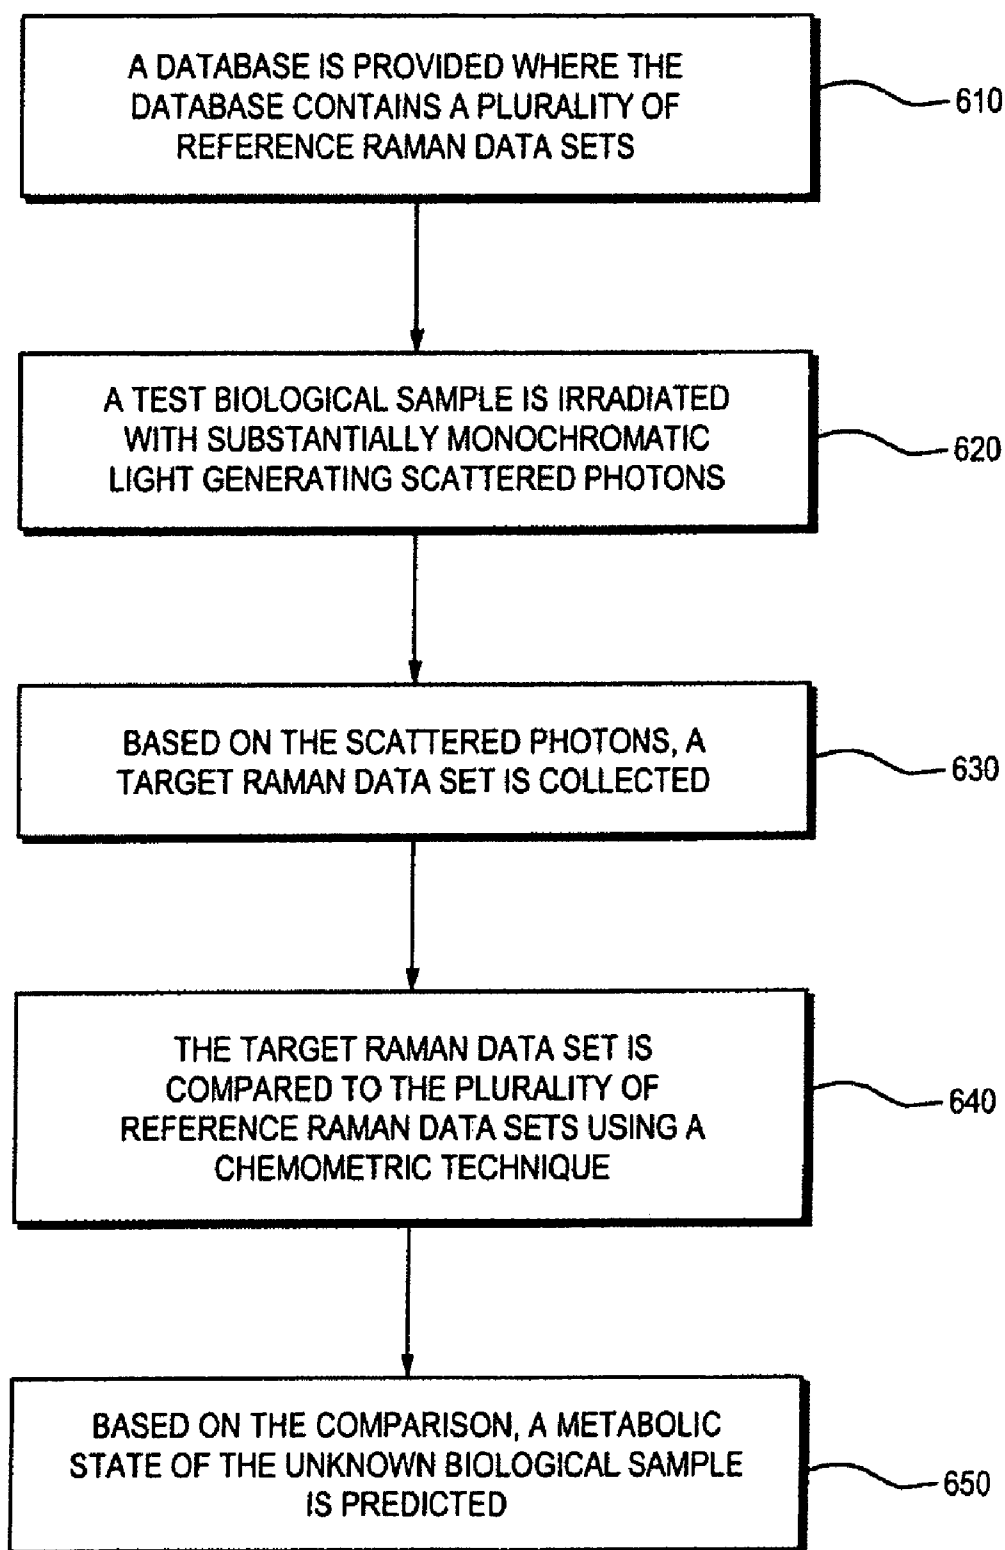 A DATABASE IS PROVIDED WHERE THE
DATABASE CONTAINS A PLURALITY OF
REFERENCE RAMAN DATA SETS
610
A TEST BIOLOGICAL SAMPLE IS IRRADIATED
WITH SUBSTANTIALLY MONOCHROMATIC
LIGHT GENERATING SCATTERED PHOTONS
620
BASED ON THE SCATTERED PHOTONS, A
TARGET RAMAN DATA SET IS COLLECTED
630
THE TARGET RAMAN DATA SET IS
COMPARED TO THE PLURALITY OF
REFERENCE RAMAN DATA SETS USING A
CHEMOMETRIC TECHNIQUE
640
BASED ON THE COMPARISON, A METABOLIC
STATE OF THE UNKNOWN BIOLOGICAL SAMPLE
IS PREDICTED
650